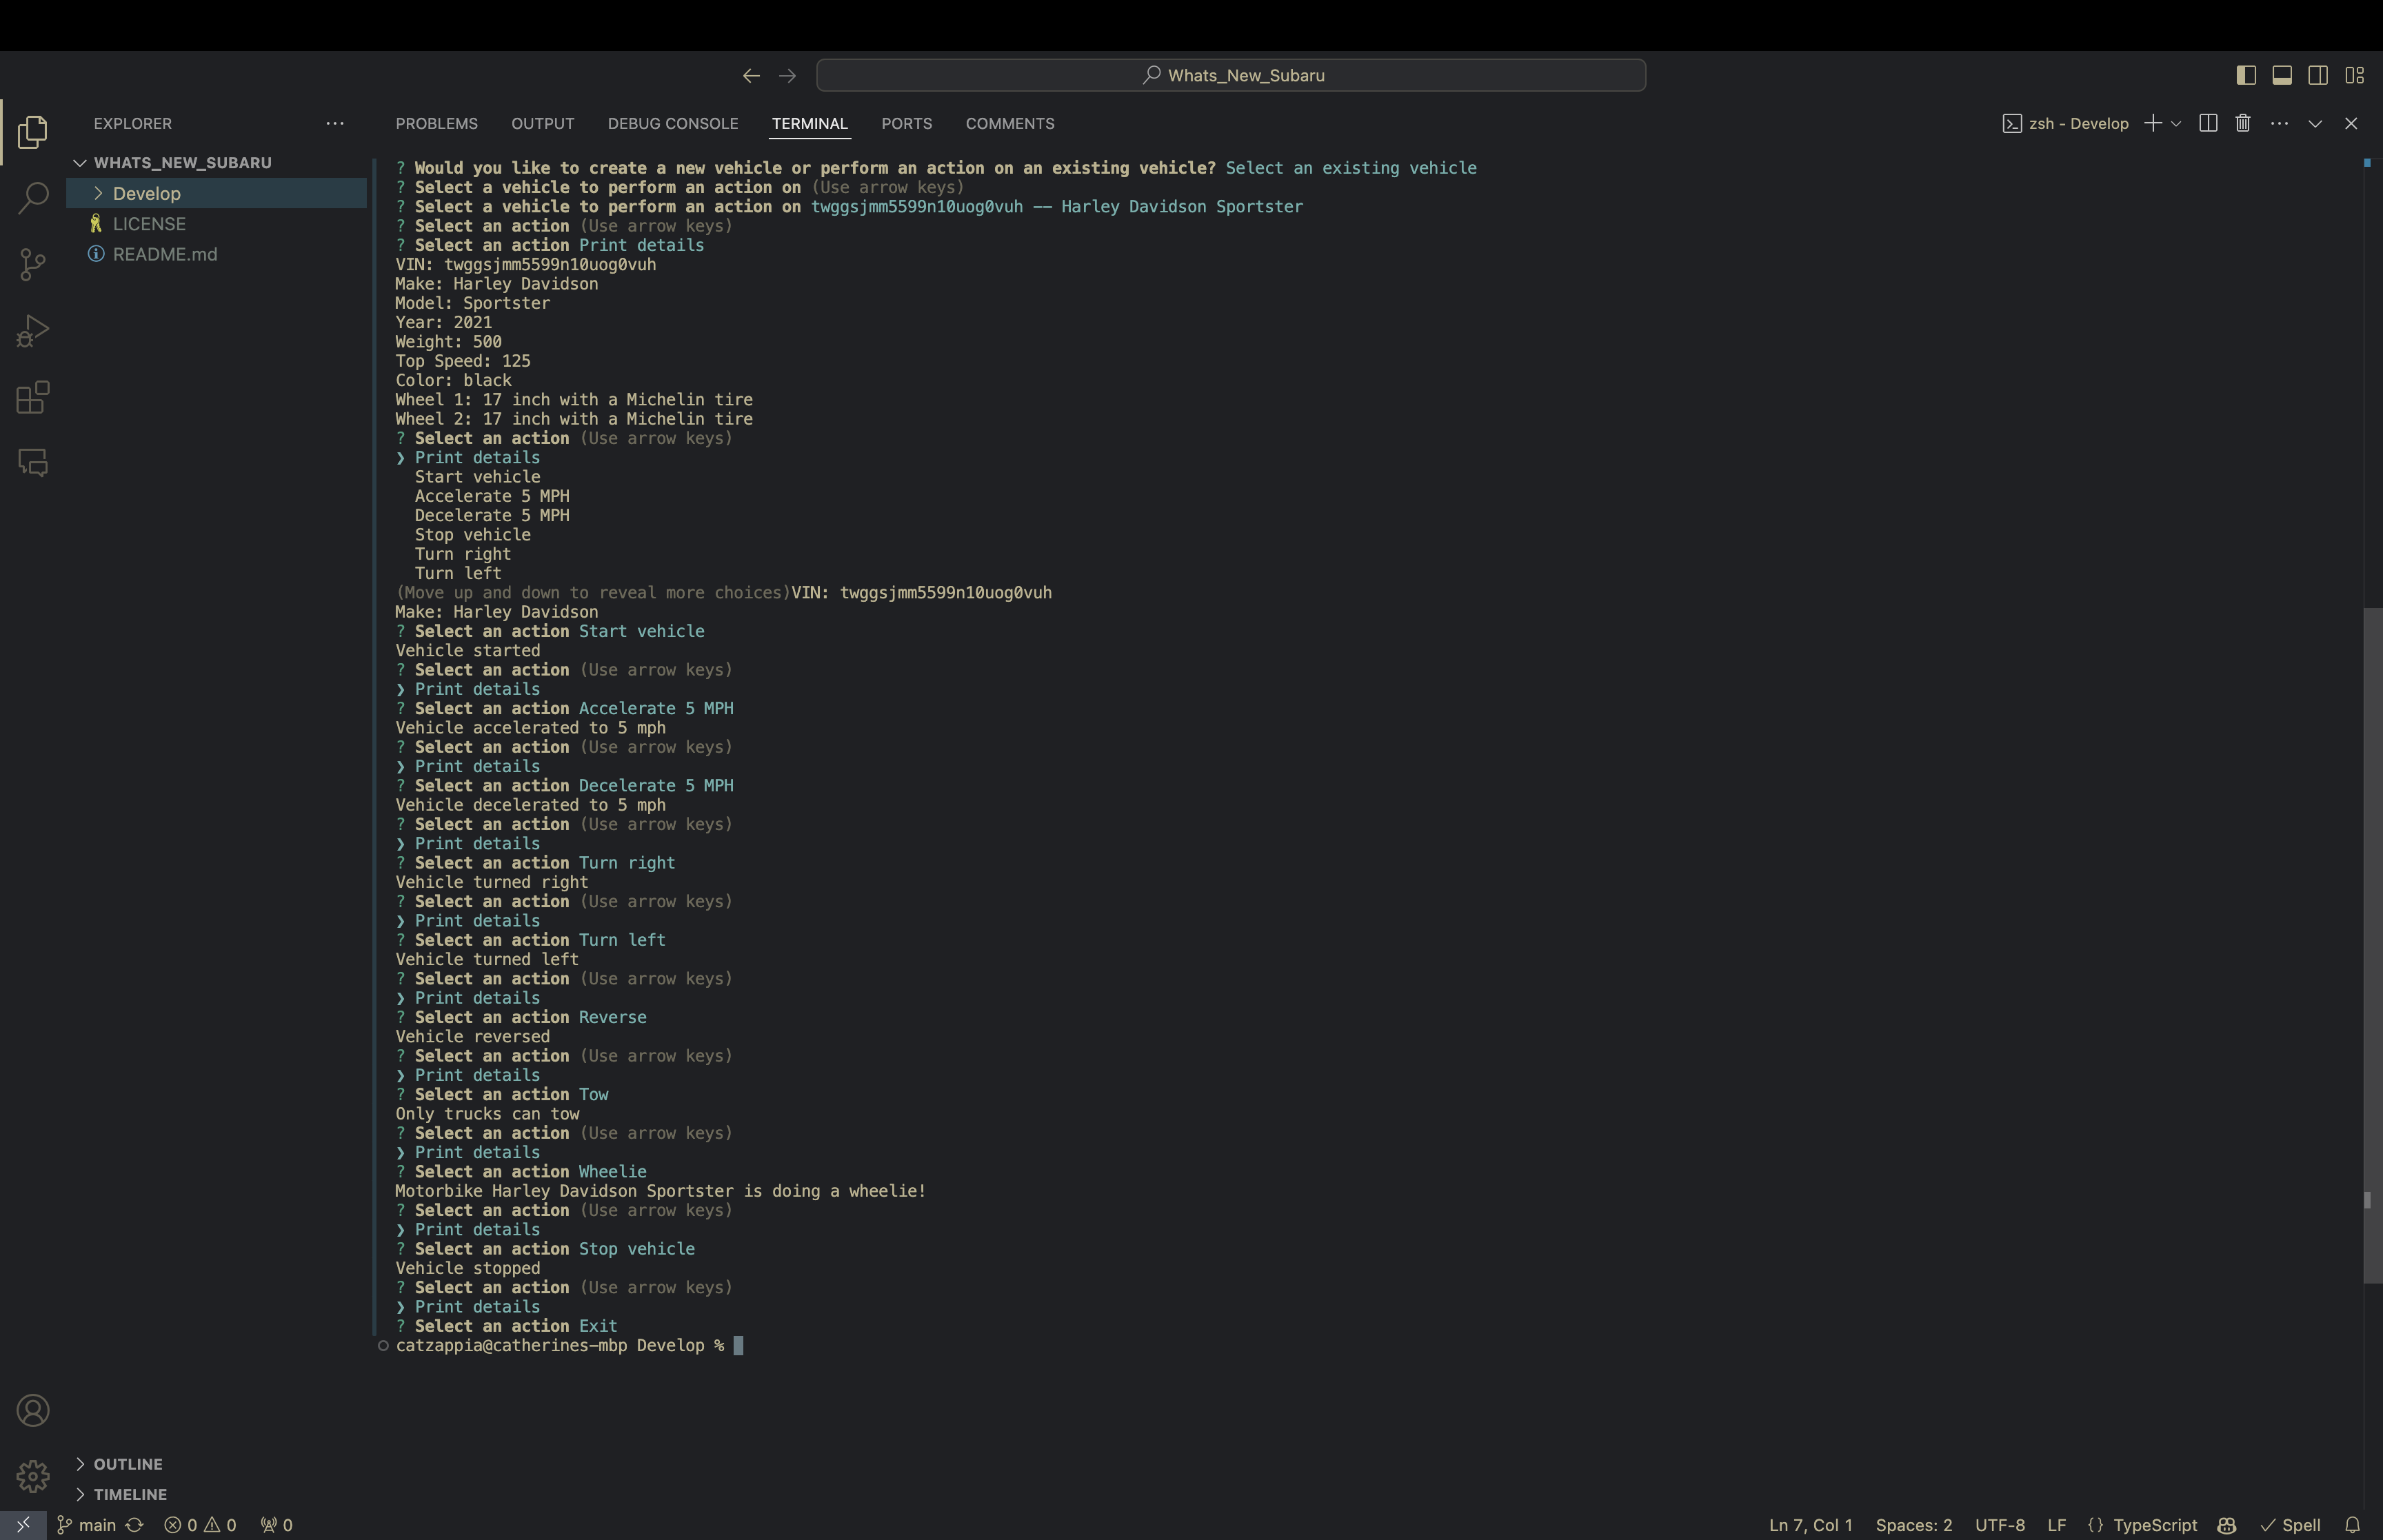 Whats_New_Subaru
EXPLORER
WHATS_NEW_SUBARU
Develop
LICENSE
README.md
OUTLINE
TIMELINE
PROBLEMS OUTPUT DEBUG CONSOLE TERMINAL PORTS COMMENTS
zsh - Develop
? Would you like to create a new vehicle or perform an action on an existing vehicle? Select an existing vehicle
? Select a vehicle to perform an action on (Use arrow keys)
? Select a vehicle to perform an action on twggsjmm5599n10uog0vuh -- Harley Davidson Sportster
? Select an action (Use arrow keys)
? Select an action Print details
VIN: twggsjmm5599n10uog0vuh
Make: Harley Davidson
Model: Sportster
Year: 2021
Weight: 500
Top Speed: 125
Color: black
Wheel 1: 17 inch with a Michelin tire
Wheel 2: 17 inch with a Michelin tire
? Select an action (Use arrow keys)
❯ Print details
Start vehicle
Accelerate 5 MPH
Decelerate 5 MPH
Stop vehicle
Turn right
Turn left
(Move up and down to reveal more choices)VIN: twggsjmm5599n10uog0vuh
Make: Harley Davidson
? Select an action Start vehicle
Vehicle started
? Select an action (Use arrow keys)
❯ Print details
? Select an action Accelerate 5 MPH
Vehicle accelerated to 5 mph
? Select an action (Use arrow keys)
❯ Print details
? Select an action Decelerate 5 MPH
Vehicle decelerated to 5 mph
? Select an action (Use arrow keys)
❯ Print details
? Select an action Turn right
Vehicle turned right
? Select an action (Use arrow keys)
❯ Print details
? Select an action Turn left
Vehicle turned left
? Select an action (Use arrow keys)
❯ Print details
? Select an action Reverse
Vehicle reversed
? Select an action (Use arrow keys)
❯ Print details
? Select an action Tow
Only trucks can tow
? Select an action (Use arrow keys)
❯ Print details
? Select an action Wheelie
Motorbike Harley Davidson Sportster is doing a wheelie!
? Select an action (Use arrow keys)
❯ Print details
? Select an action Stop vehicle
Vehicle stopped
? Select an action (Use arrow keys)
❯ Print details
? Select an action Exit
catzappia@catherines-mbp Develop %
main 0 0 0 Ln 7, Col 1 Spaces: 2 UTF-8 LF {} TypeScript Spell